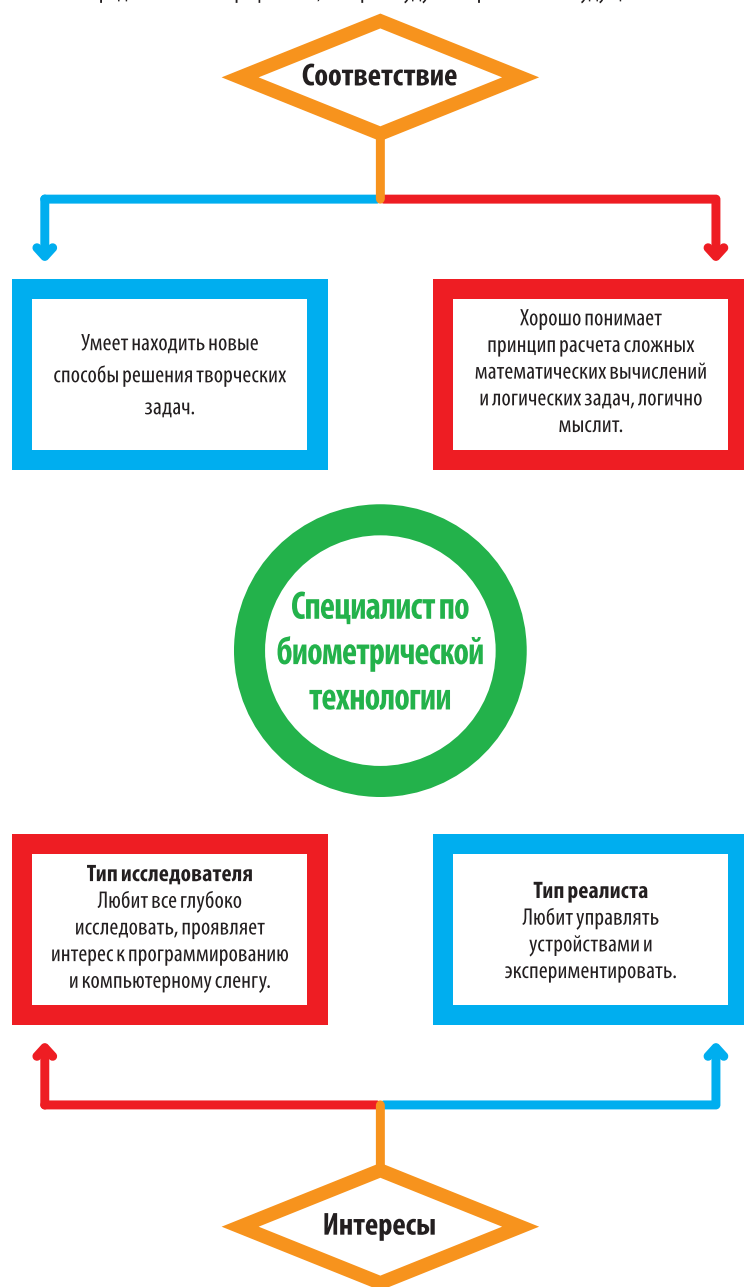 Соответствие
Умеет находить новые
способы решения творческих
задач.
Хорошо понимает
принцип расчета сложных
математических вычислений
и логических задач, логично
мыслит.
Специалист по
биометрической
технологии
Тип исследователя
Любит все глубоко
исследовать, проявляет
интерес к программированию
и компьютерному сленгу.
Тип реалиста
Любит управлять
устройствами и
экспериментировать.
Интересы